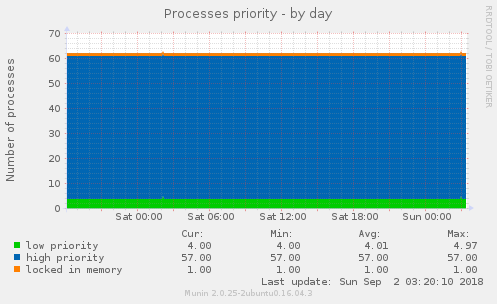 Processes priority - by day
RRDTOOL / TOBI OETIKER
Number of processes
70
60
50
40
30
20
10
0
Sat 00:00 Sat 06:00 Sat 12:00 Sat 18:00 Sun 00:00
Cur: Min: Avg: Max:
low priority 4.00 4.00 4.01 4.97
high priority 57.00 57.00 57.00 57.00
locked in memory 1.00 1.00 1.00 1.00
Last update: Sun Sep 2 03:20:10 2018
Munin 2.0.25-2ubuntu0.16.04.3